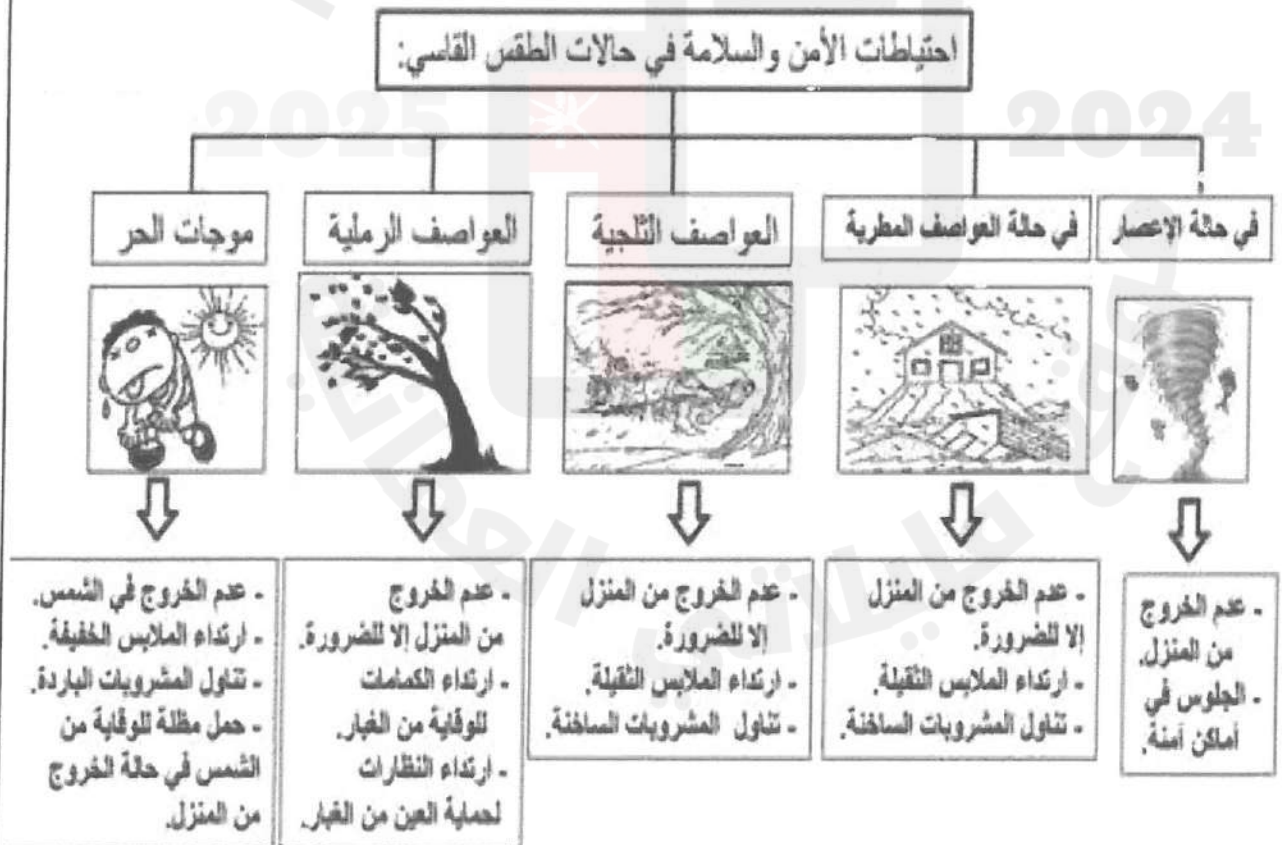 احتياطات الأمن والسلامة في حالات الطقس القاسي:
2024
2025
في حالة الإعصار
في حالة العواصف المطرية
العواصف الثلجية
العواصف الرملية
موجات الحر
- عدم الخروج
من المنزل.
- الجلوس في
أماكن آمنة.
- عدم الخروج من المنزل
إلا للضرورة.
- ارتداء الملابس الثقيلة.
- تناول المشروبات الساخنة.
- عدم الخروج من المنزل
إلا للضرورة.
- ارتداء الملابس الثقيلة.
- تناول المشروبات الساخنة.
- عدم الخروج
من المنزل إلا للضرورة.
- ارتداء الكمامات
للوقاية من الغبار.
- ارتداء النظارات
لحماية العين من الغبار.
- عدم الخروج في الشمس.
- ارتداء الملابس الخفيفة.
- تناول المشروبات الباردة.
- حمل مظلة للوقاية من
الشمس في حالة الخروج
من المنزل.